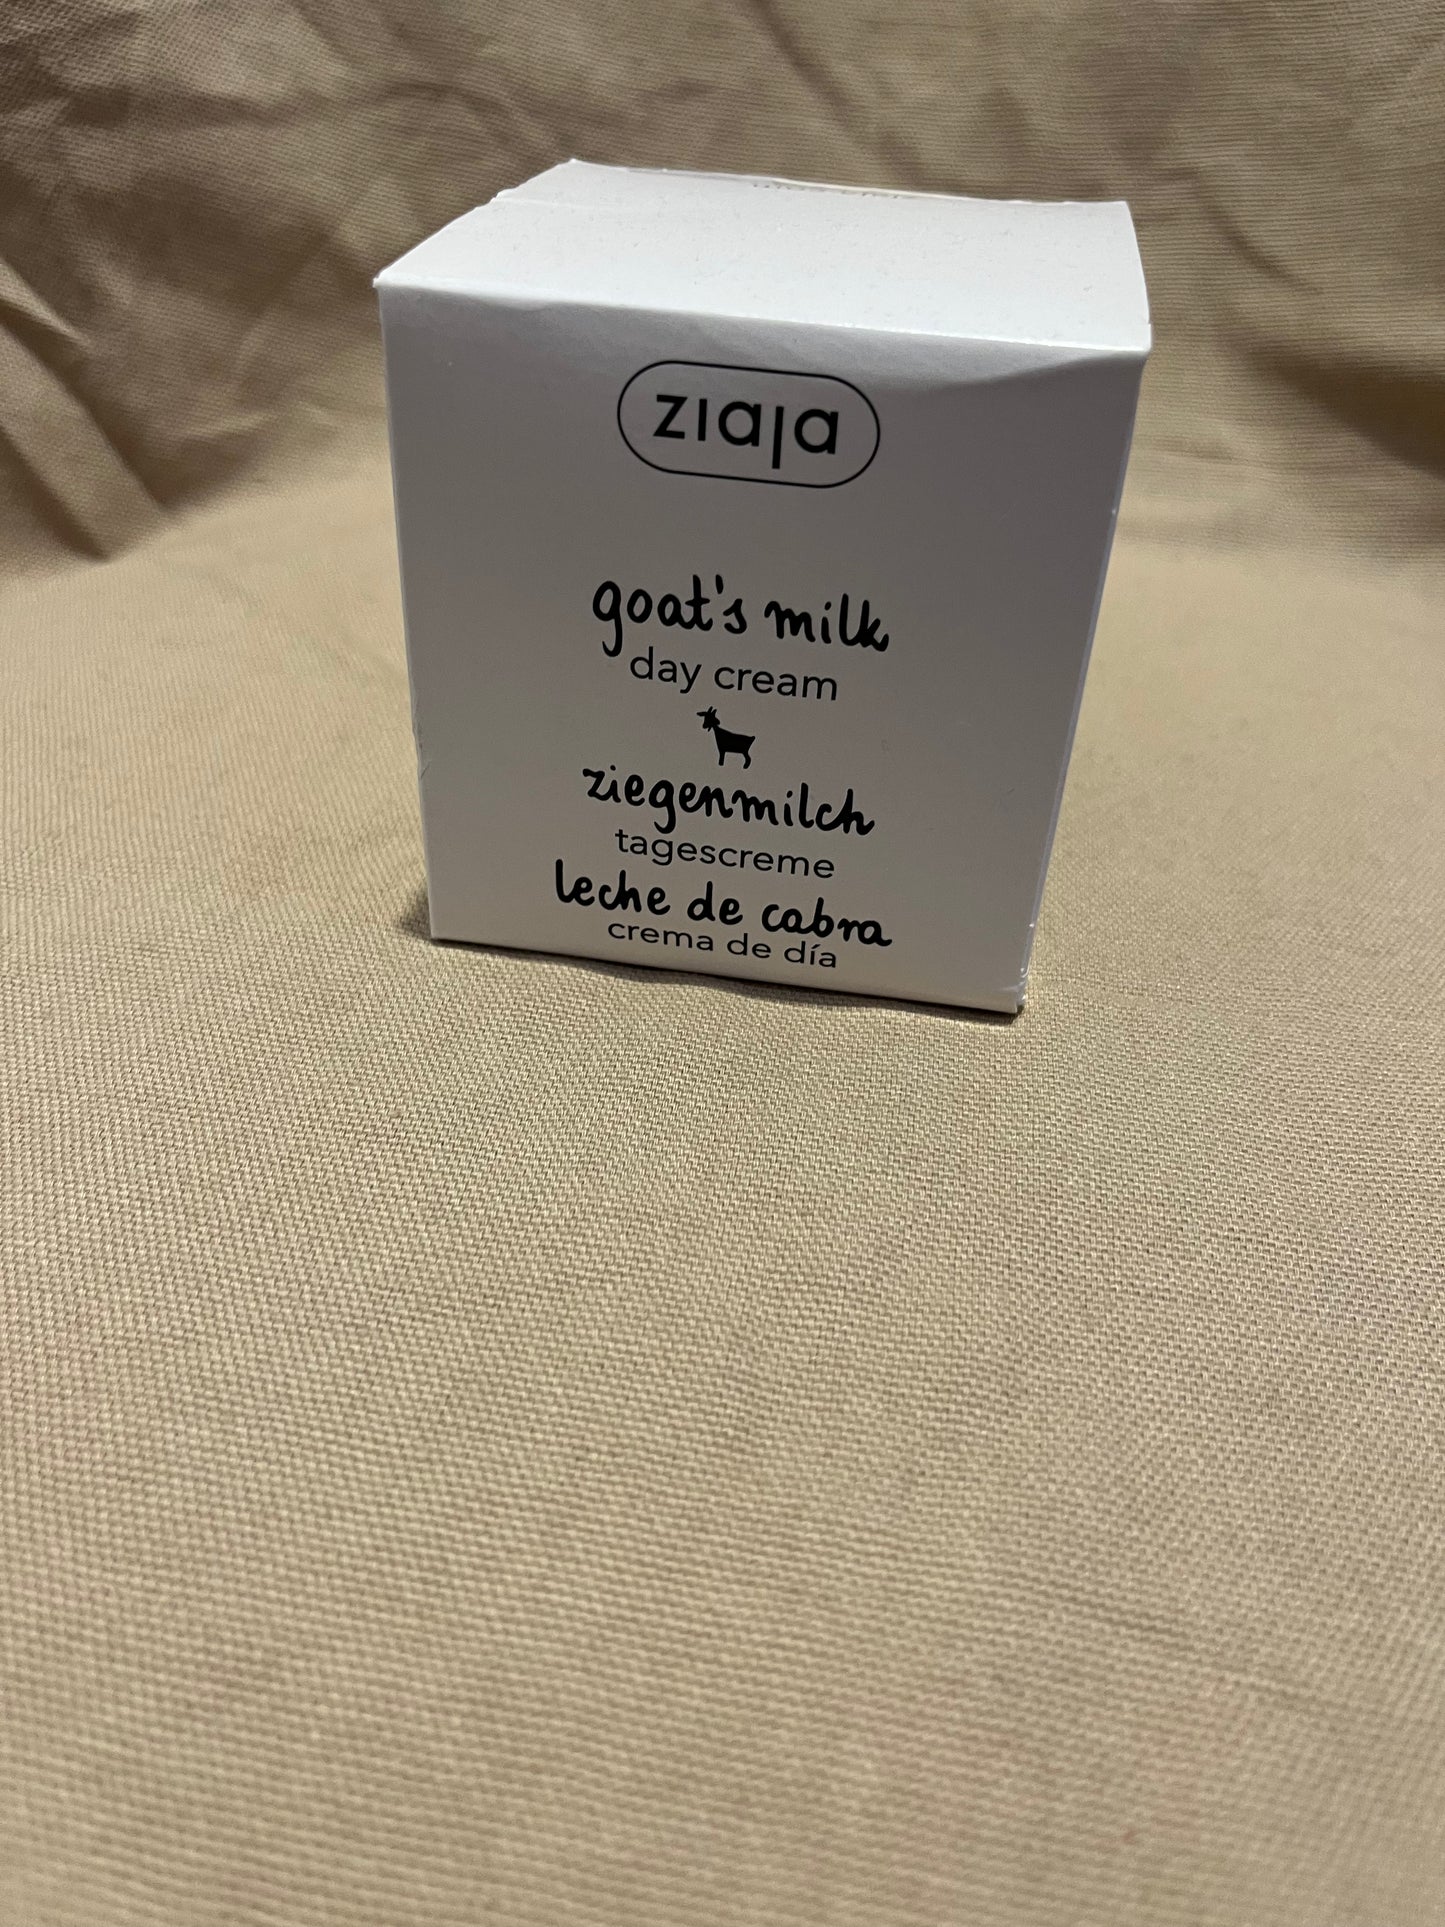 ziaja
goat's milk
day cream
ziegenmilch
tagescreme
leche de cabra
crema de día